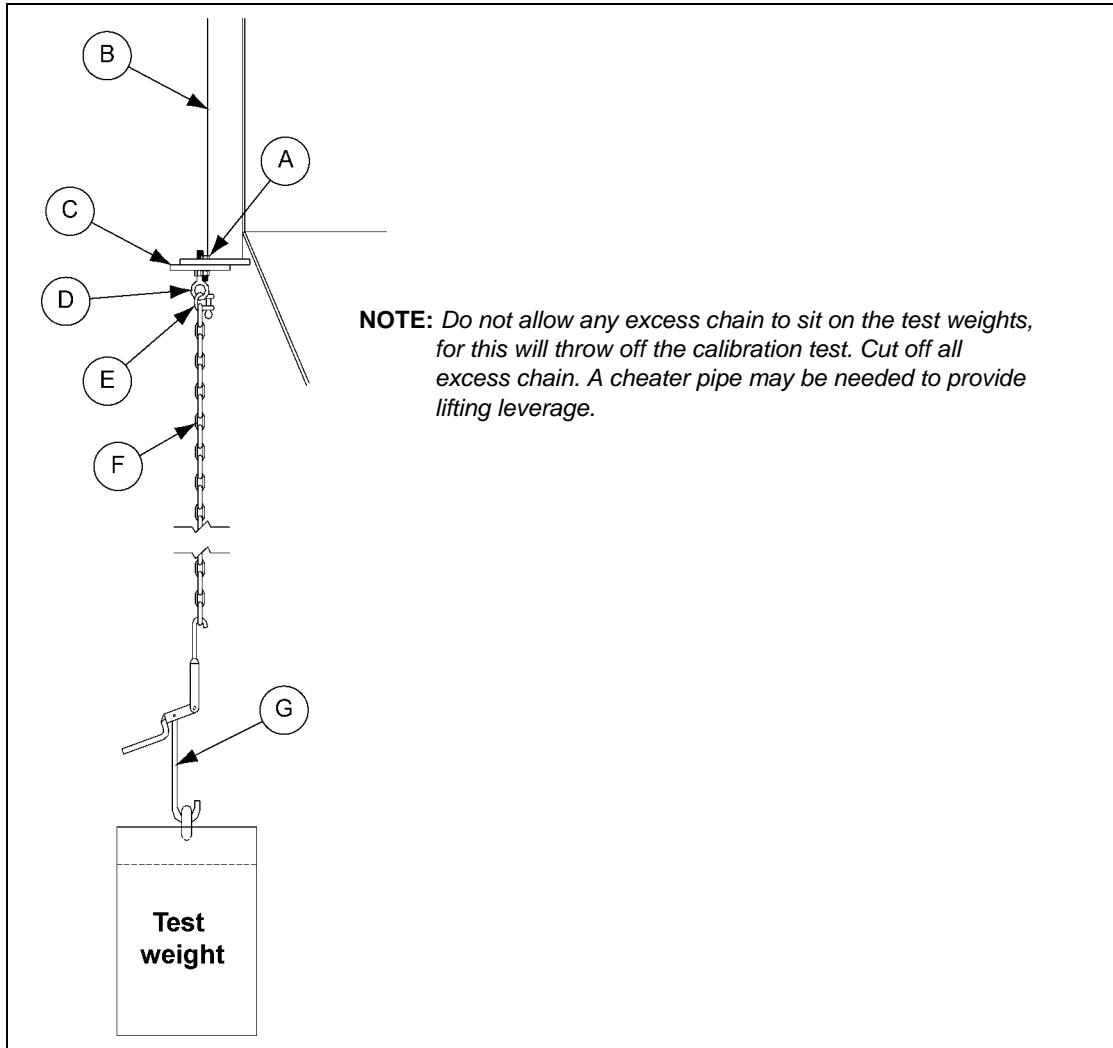 B
A
C
D
NOTE: Do not allow any excess chain to sit on the test weights,
for this will throw off the calibration test. Cut off all
excess chain. A cheater pipe may be needed to provide
lifting leverage.
E
F
G
Test
weight